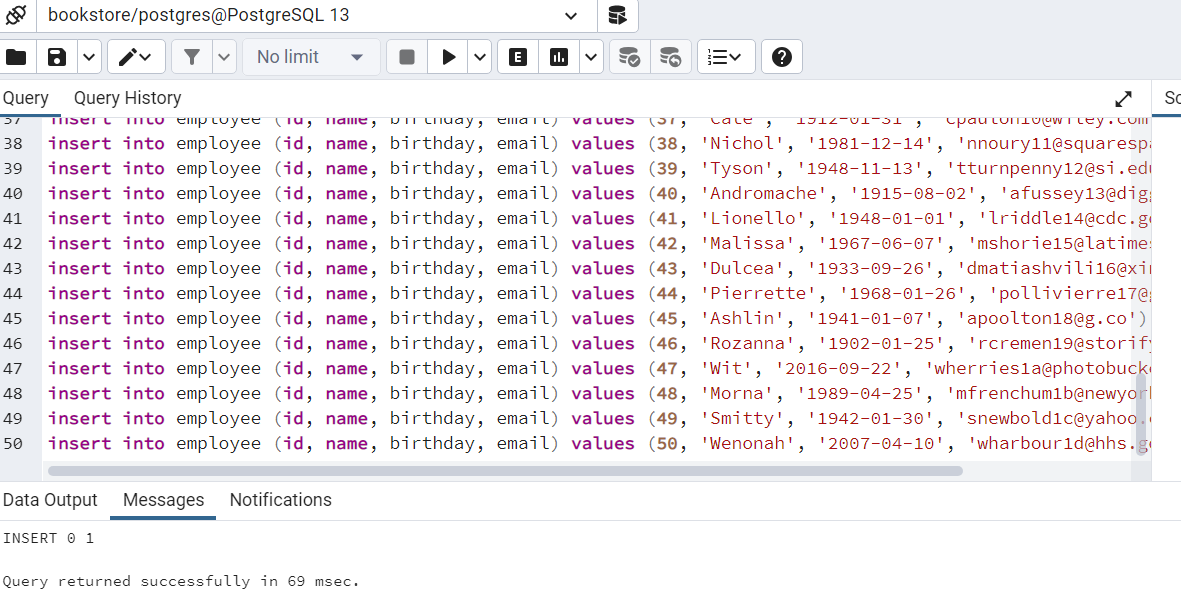 bookstore/postgres@PostgreSQL 13
No limit
E
Query Query History
37 insert into employee (id, name, birthday, email) values (37, 'Cale', '1912-01-31', 'cpaulon10@wiley.com
38 insert into employee (id, name, birthday, email) values (38, 'Nichol', '1981-12-14', 'nnoury11@squarespa
39 insert into employee (id, name, birthday, email) values (39, 'Tyson', '1948-11-13', 'tturnpenny12@si.edu
40 insert into employee (id, name, birthday, email) values (40, 'Andromache', '1915-08-02', 'afussey13@digg
41 insert into employee (id, name, birthday, email) values (41, 'Lionello', '1948-01-01', 'lriddle14@cdc.go
42 insert into employee (id, name, birthday, email) values (42, 'Malissa', '1967-06-07', 'mshorie15@latimes
43 insert into employee (id, name, birthday, email) values (43, 'Dulcea', '1933-09-26', 'dmatiashvili16@xin
44 insert into employee (id, name, birthday, email) values (44, 'Pierrette', '1968-01-26', 'pollivierre17@g
45 insert into employee (id, name, birthday, email) values (45, 'Ashlin', '1941-01-07', 'apoolton18@g.co')
46 insert into employee (id, name, birthday, email) values (46, 'Rozanna', '1902-01-25', 'rcremen19@storify
47 insert into employee (id, name, birthday, email) values (47, 'Wit', '2016-09-22', 'wherries1a@photobucke
48 insert into employee (id, name, birthday, email) values (48, 'Morna', '1989-04-25', 'mfrenchum1b@newyork
49 insert into employee (id, name, birthday, email) values (49, 'Smitty', '1942-01-30', 'snewbold1c@yahoo.c
50 insert into employee (id, name, birthday, email) values (50, 'Wenonah', '2007-04-10', 'wharbour1d@hhs.go
Data Output Messages Notifications
INSERT 0 1
Query returned successfully in 69 msec.